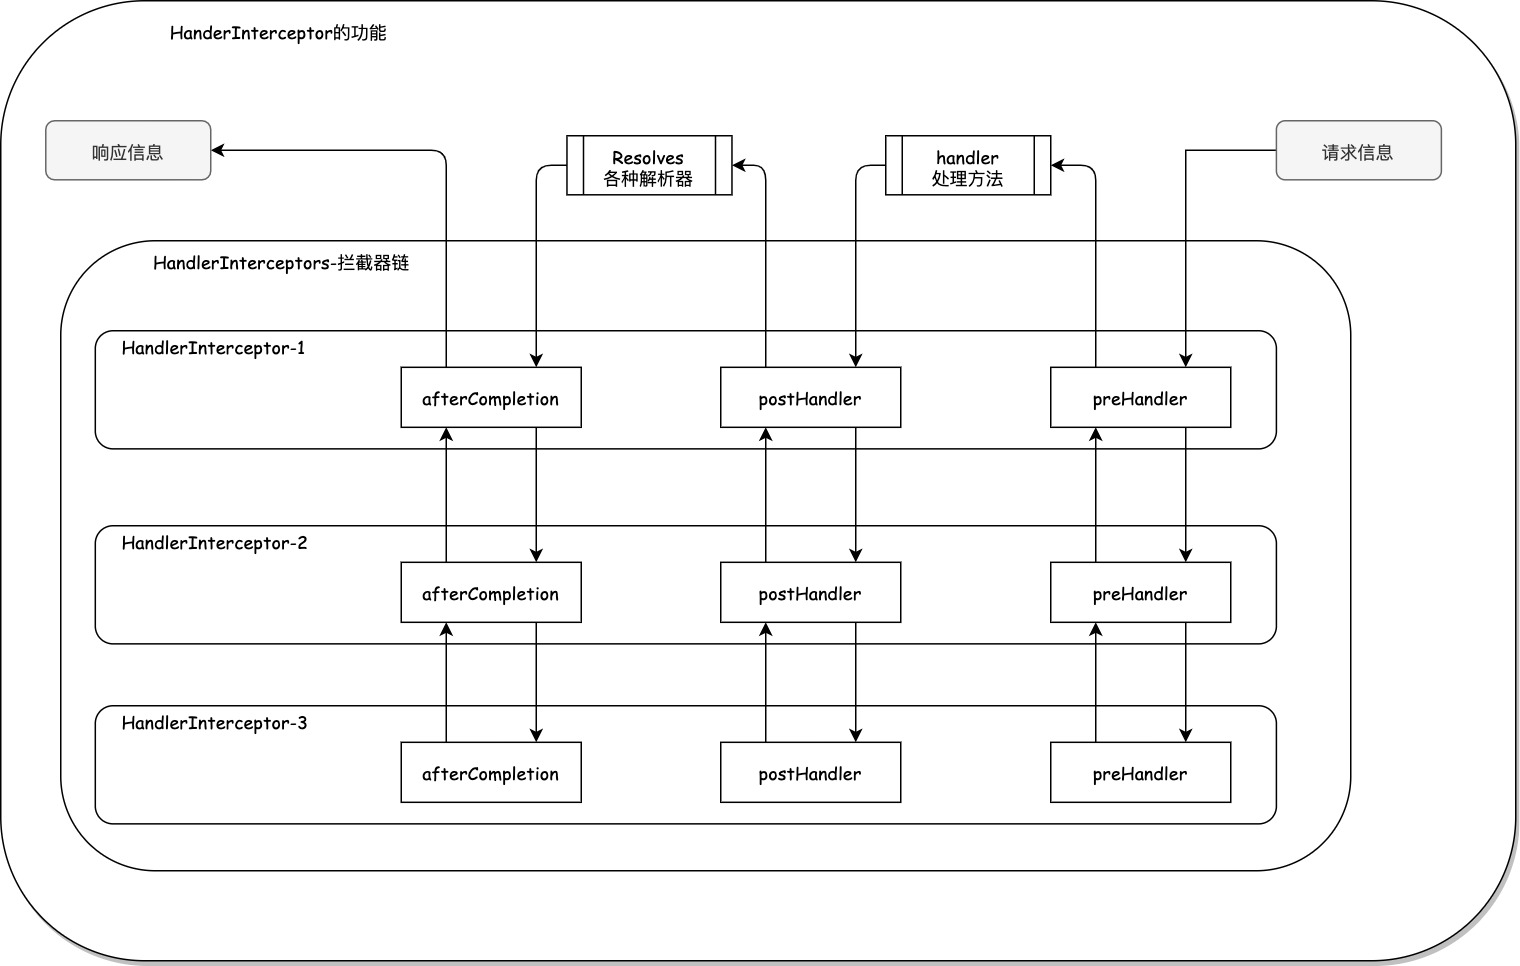 HanderInterceptor的功能
响应信息
Resolves
各种解析器
handler
处理方法
请求信息
HandlerInterceptors-拦截器链
HandlerInterceptor-1
afterCompletion
postHandler
preHandler
HandlerInterceptor-2
afterCompletion
postHandler
preHandler
HandlerInterceptor-3
afterCompletion
postHandler
preHandler